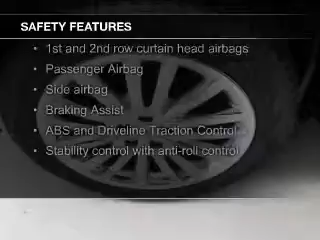 SAFETY FEATURES
• 1st and 2nd row curtain head airbags
• Passenger Airbag
• Side airbag
• Braking Assist
• ABS and Driveline Traction Control
• Stability control with anti-roll control